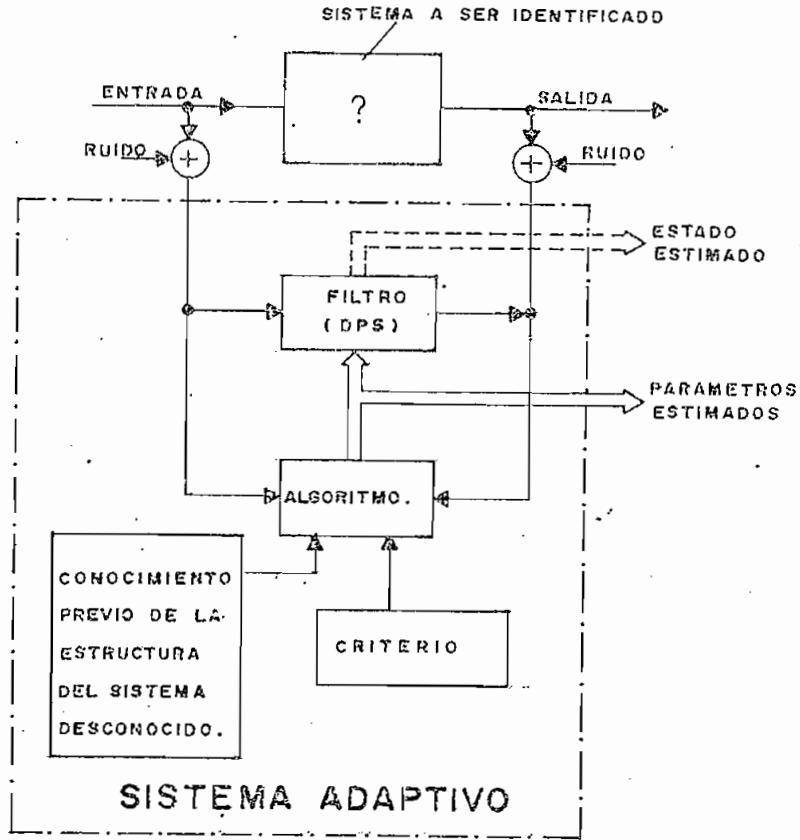 SISTEMA A SER IDENTIFICADO
ENTRADA
?
SALIDA
RUIDO
+
+
RUIDO
ESTADO
ESTIMADO
FILTRO
(DPS)
PARAMETROS
ESTIMADOS
ALGORITMO.
CONOCIMIENTO
PREVIO DE LA
ESTRUCTURA
DEL SISTEMA
DESCONOCIDO.
CRITERIO
SISTEMA ADAPTIVO